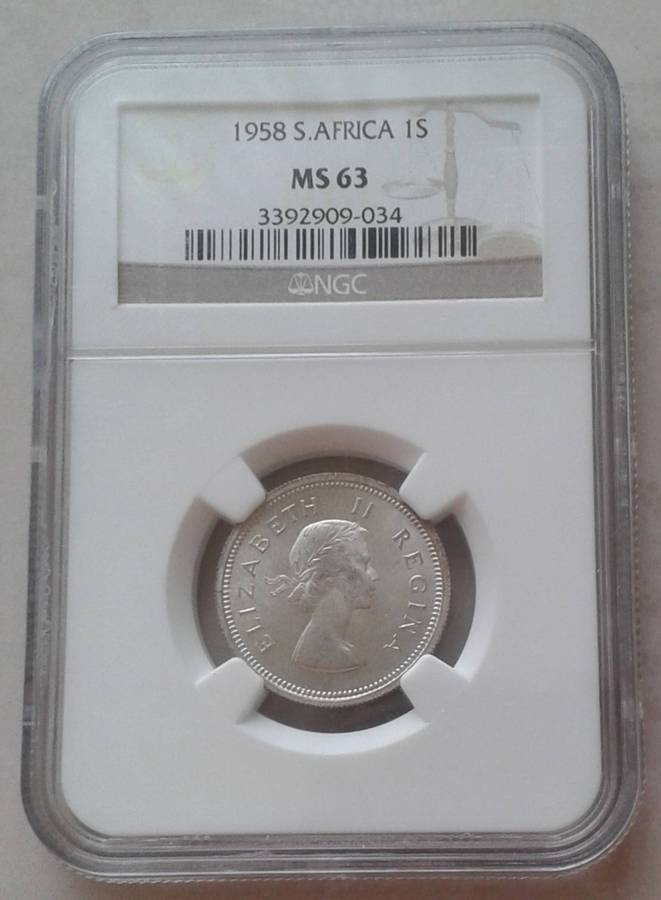 1958 S.AFRICA 1S
MS 63
3392909-034
NGC
ELIZABETH II REGINA